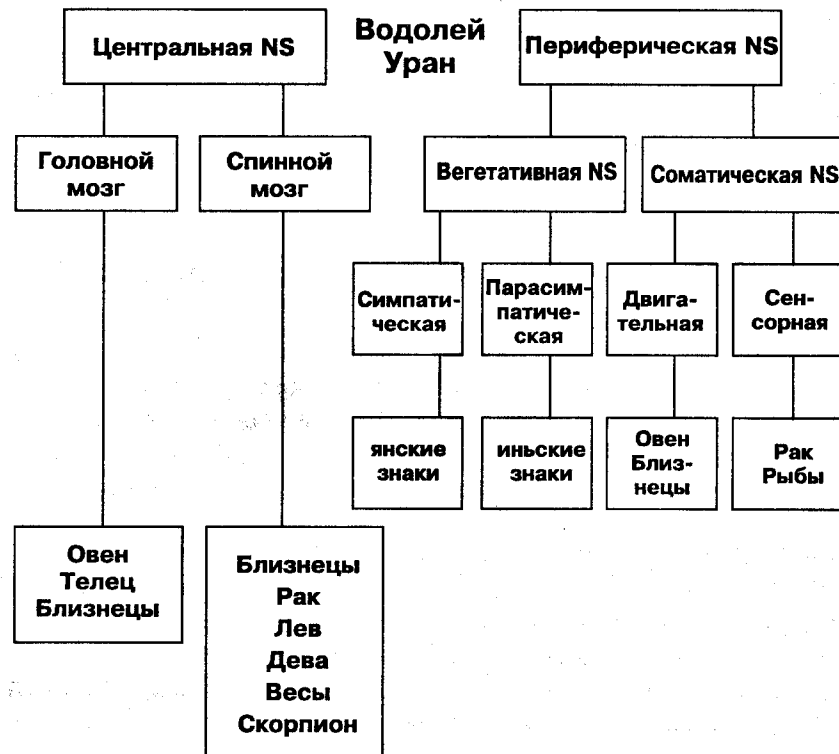 Центральная NS
Водолей
Уран
Периферическая NS
Головной
мозг
Спинной
мозг
Вегетативная NS
Соматическая NS
Симпати-
ческая
Парасим-
патиче-
ская
Двига-
тельная
Сен-
сорная
янские
знаки
иньские
знаки
Овен
Близ-
нецы
Рак
Рыбы
Овен
Телец
Близнецы
Близнецы
Рак
Лев
Дева
Весы
Скорпион